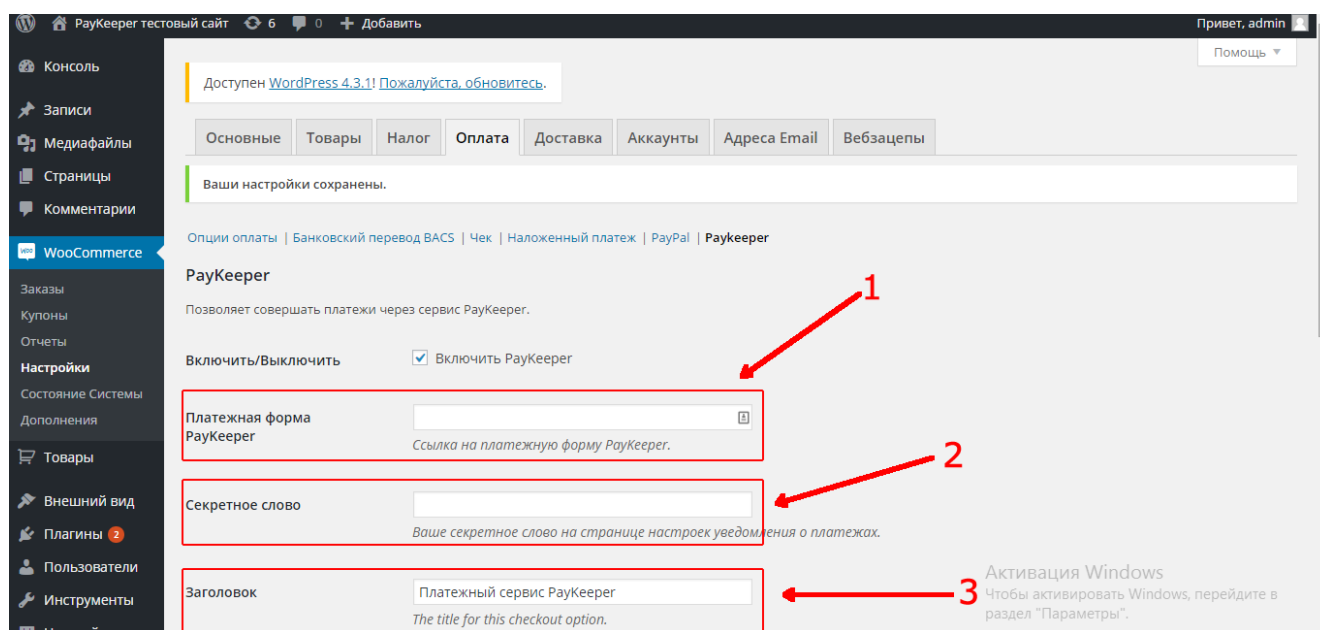 PayKeeper тестовый сайт 6 0 + Добавить Привет, admin
Помощь
Консоль
Записи
Медиафайлы
Страницы
Комментарии
WooCommerce
Заказы
Купоны
Отчеты
Настройки
Состояние Системы
Дополнения
Товары
Внешний вид
Плагины 2
Пользователи
Инструменты
Доступен WordPress 4.3.1! Пожалуйста, обновитесь.
Основные Товары Налог Оплата Доставка Аккаунты Адреса Email Вебзацепы
Ваши настройки сохранены.
Опции оплаты | Банковский перевод BACS | Чек | Наложенный платеж | PayPal | Paykeeper
PayKeeper
Позволяет совершать платежи через сервис PayKeeper.
1
Включить/Выключить Включить PayKeeper
Платежная форма
PayKeeper
Ссылка на платежную форму PayKeeper.
2
Секретное слово
Ваше секретное слово на странице настроек уведомления о платежах.
3
Заголовок Платежный сервис PayKeeper
The title for this checkout option.
Активация Windows
Чтобы активировать Windows, перейдите в
раздел "Параметры".